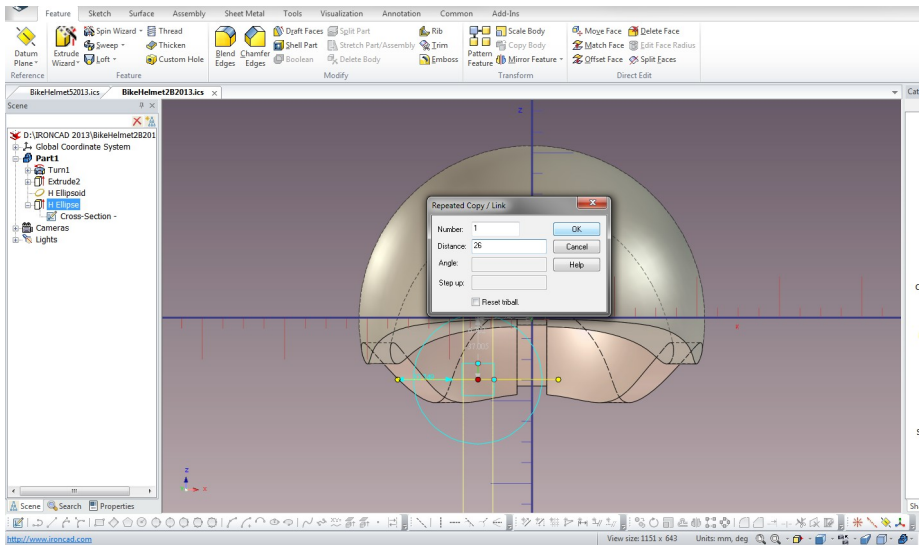 Feature Sketch Surface Assembly Sheet Metal Tools Visualization Annotation Common Add-Ins
Datum Plane
Reference
Extrude Wizard
Spin Wizard
Sweep
Loft
Thread
Thicken
Custom Hole
Feature
Blend Edges
Chamfer Edges
Draft Faces
Shell Part
Boolean
Split Part
Stretch Part/Assembly
Delete Body
Rib
Trim
Emboss
Modify
Pattern Feature
Scale Body
Copy Body
Mirror Feature
Transform
Move Face
Match Face
Offset Face
Delete Face
Edit Face Radius
Split Faces
Direct Edit
BikeHelmet52013.ics BikeHelmet2B2013.ics x
Cat
Scene
D:\IRONCAD 2013\BikeHelmet2B201
Global Coordinate System
Part1
Turn1
Extrude2
H Ellipsoid
H Ellipse
Cross-Section -
Cameras
Lights
Z
Repeated Copy / Link
Number: 1 OK
Distance: 26 Cancel
Angle: Help
Step up:
Reset triball.
x
z
x
Scene Search Properties
Sh
http://www.ironcad.com
View size:1151 x 643 Units: mm, deg